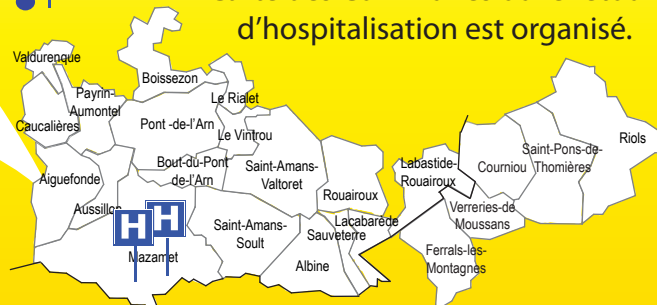 d’hospitalisation est organisé.
Valdurenque
Boissezon
Payrin-
Aumontel
Le Rialet
Caucalières
Pont -de-l'Arn
Le Vintrou
Riols
Saint-Pons-de-
Thomières
Courniou
Labastide-
Rouairoux
Bout-du-Pont
de-l'Arn
Saint-Amans-
Valtoret
Aiguefonde
Rouairoux
Aussillon
Verreries-de
Moussans
Lacabarède
Saint-Amans-
Soult
Sauveterre
H
H
Mazamet
Albine
Ferrals-les-
Montagnes